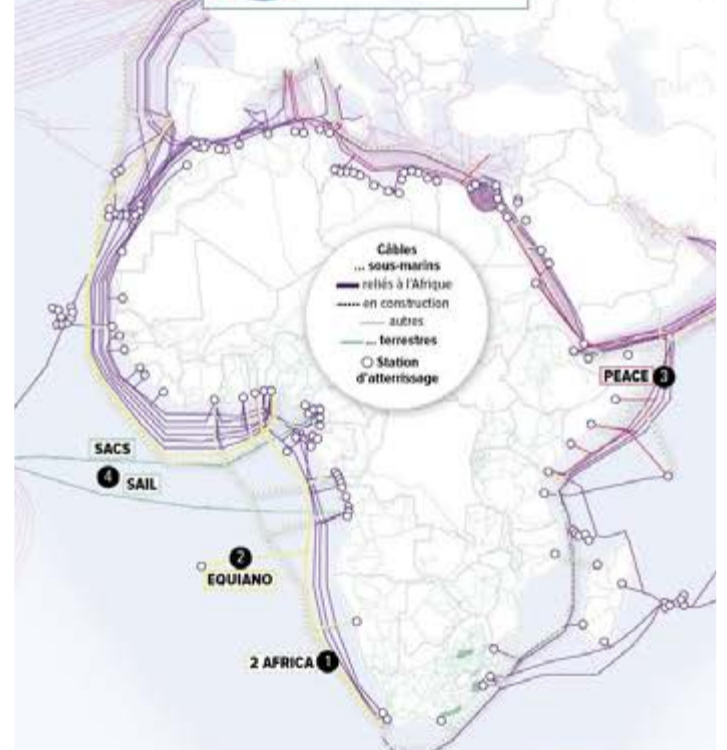 Câbles
... sous-marins
reliés à l'Afrique
en construction
autres
... terrestres
Station
d'atterrissage
PEACE 3
SACS
4 SAIL
2
EQUIANO
2 AFRICA 1